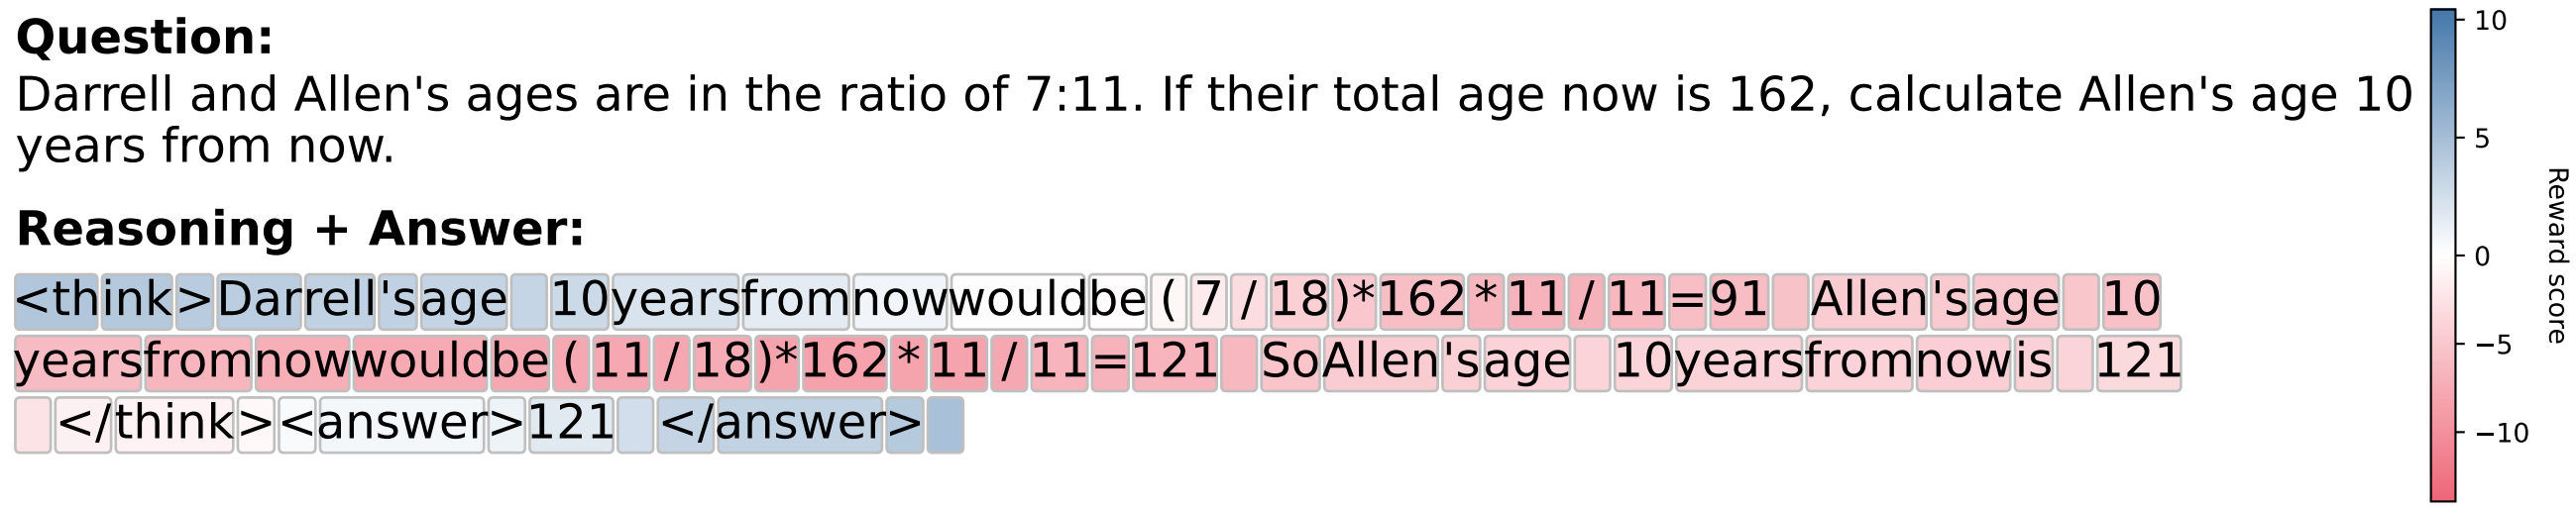 Question:
Darrell and Allen's ages are in the ratio of 7:11. If their total age now is 162, calculate Allen's age 10
years from now.
Reasoning + Answer:
<think>Darrell'sage 10yearsfromnowwouldbe(7/18)*162*11/11=91 Allen'sage 10
yearsfromnowwouldbe(11/18)*162*11/11=121 SoAllen'sage 10yearsfromnowis 121
</think><answer>121 </answer>
10
5
0
−5
−10
Reward score